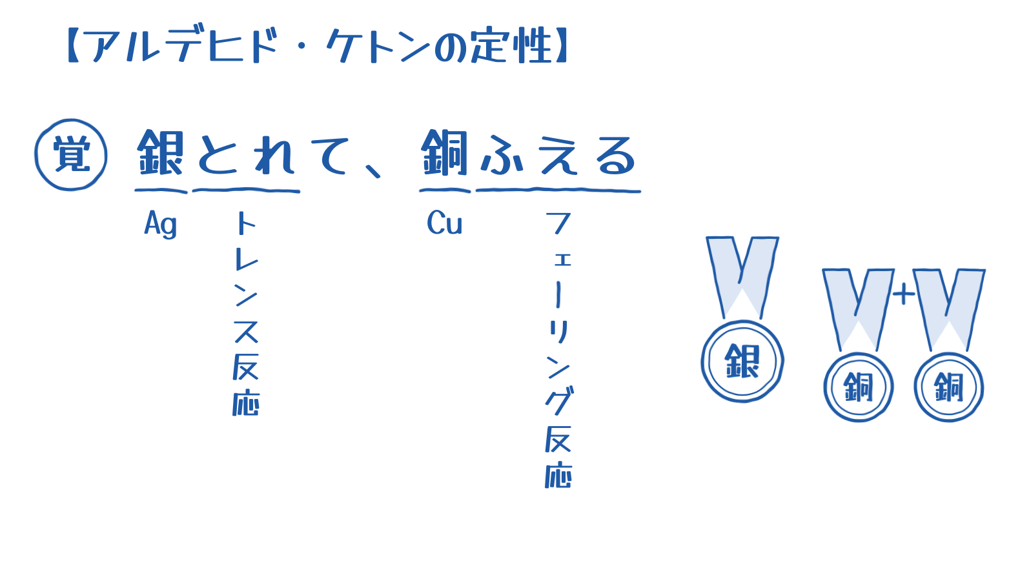 【アルデヒド・ケトンの定性】
覚 銀とれて、銅ふえる
Ag
トレンス反応
Cu
フェーリング反応
銀
銅
+
銅